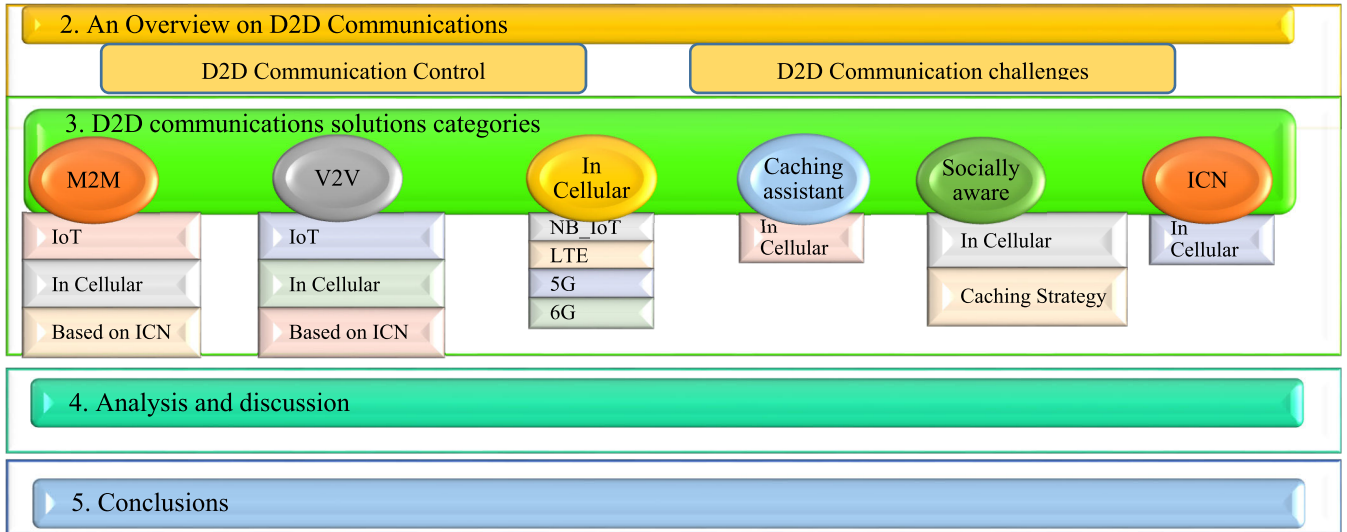 2. An Overview on D2D Communications
D2D Communication Control
D2D Communication challenges
3. D2D communications solutions categories
M2M
IoT
In Cellular
Based on ICN
V2V
IoT
In Cellular
Based on ICN
In
Cellular
NB_IoT
LTE
5G
6G
Caching
assistant
In
Cellular
Socially
aware
In Cellular
Caching Strategy
ICN
In
Cellular
4. Analysis and discussion
5. Conclusions